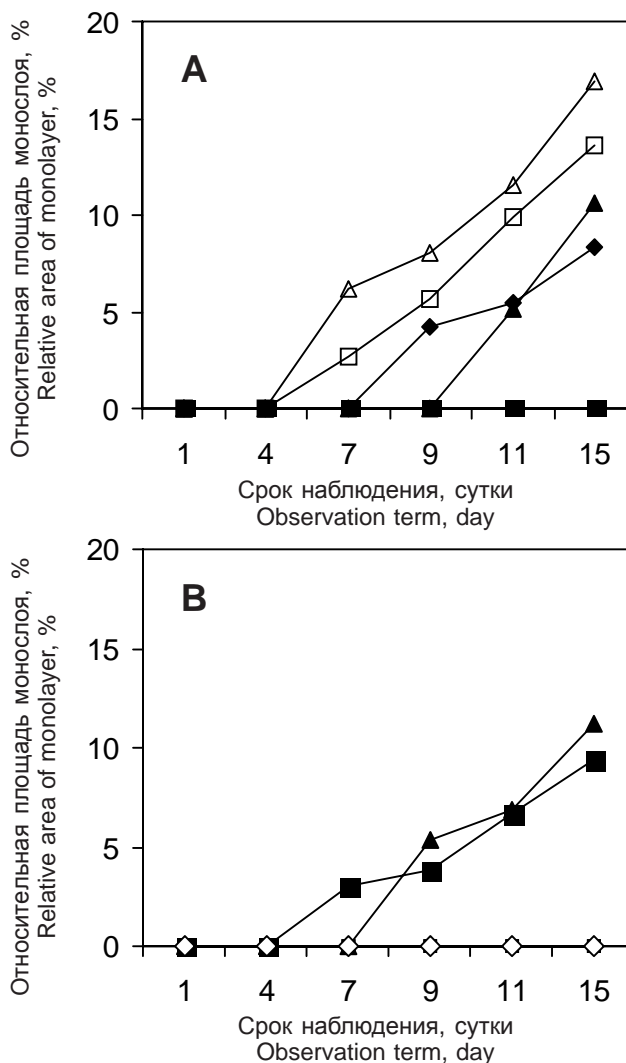 Относительная площадь монослоя, %
Relative area of monolayer, %
20
15
10
5
0
A
1 4 7 9 11 15
Срок наблюдения, сутки
Observation term, day
Относительная площадь монослоя, %
Relative area of monolayer, %
20
15
10
5
0
B
1 4 7 9 11 15
Срок наблюдения, сутки
Observation term, day